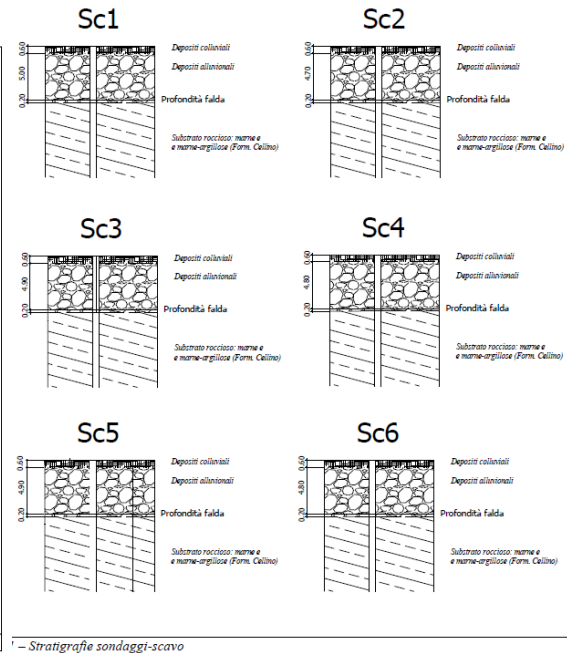 Sc1
0.60
5.00
0.20
Depositi colluviali
Depositi alluvionali
Profondità falda
Substrato roccioso: marne e
e marne-argillose (Form. Cellino)
Sc2
0.60
4.70
0.20
Depositi colluviali
Depositi alluvionali
Profondità falda
Substrato roccioso: marne e
e marne-argillose (Form. Cellino)
Sc3
0.60
4.90
0.20
Depositi colluviali
Depositi alluvionali
Profondità falda
Substrato roccioso: marne e
e marne-argillose (Form. Cellino)
Sc4
0.60
4.80
0.20
Depositi colluviali
Depositi alluvionali
Profondità falda
Substrato roccioso: marne e
e marne-argillose (Form. Cellino)
Sc5
0.60
4.90
0.20
Depositi colluviali
Depositi alluvionali
Profondità falda
Substrato roccioso: marne e
e marne-argillose (Form. Cellino)
Sc6
0.60
4.80
0.20
Depositi colluviali
Depositi alluvionali
Profondità falda
Substrato roccioso: marne e
e marne-argillose (Form. Cellino)
– Stratigrafie sondaggi-scavo